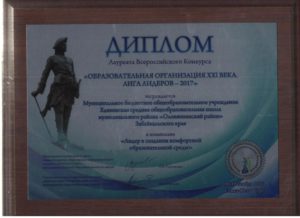 ДИПЛОМ
Лауреата Всероссийского Конкурса
«ОБРАЗОВАТЕЛЬНАЯ ОРГАНИЗАЦИЯ XXI ВЕКА.
ЛИГА ЛИДЕРОВ – 2017»
награждается
Муниципальное бюджетное общеобразовательное учреждение
средняя общеобразовательная школа
муниципального района «Оловяннинский район»
Забайкальского края
в номинации
«Лидер в создании комфортной
образовательной среды»